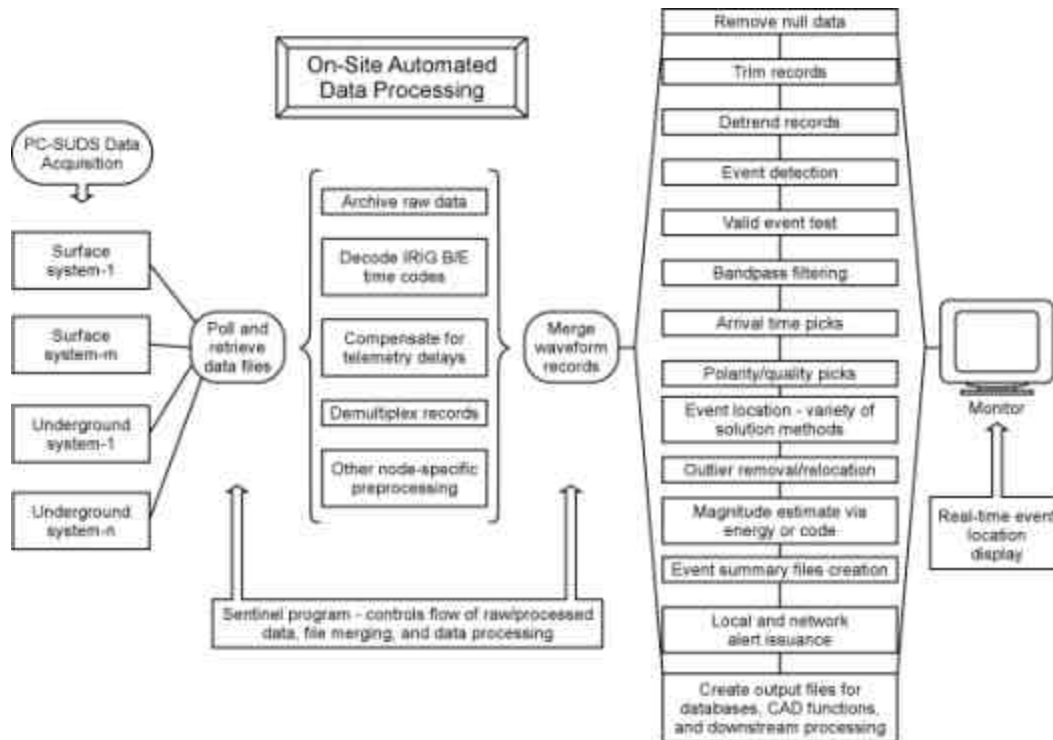 On-Site Automated
Data Processing
PC-SUDS Data
Acquisition
Surface
system-1
Surface
system-m
Underground
system-1
Underground
system-n
Poll and
retrieve
data files
Archive raw data
Decode IRIG B/E
time codes
Compensate for
telemetry delays
Demultiplex records
Other node-specific
preprocessing
Merge
waveform
records
Sentinel program - controls flow of raw/processed
data, file merging, and data processing
Remove null data
Trim records
Detrend records
Event detection
Valid event test
Bandpass filtering
Arrival time picks
Polarity/quality picks
Event location - variety of
solution methods
Outlier removal/relocation
Magnitude estimate via
energy or code
Event summary files creation
Local and network
alert issuance
Create output files for
databases, CAD functions,
and downstream processing
Monitor
Real-time event
location
display